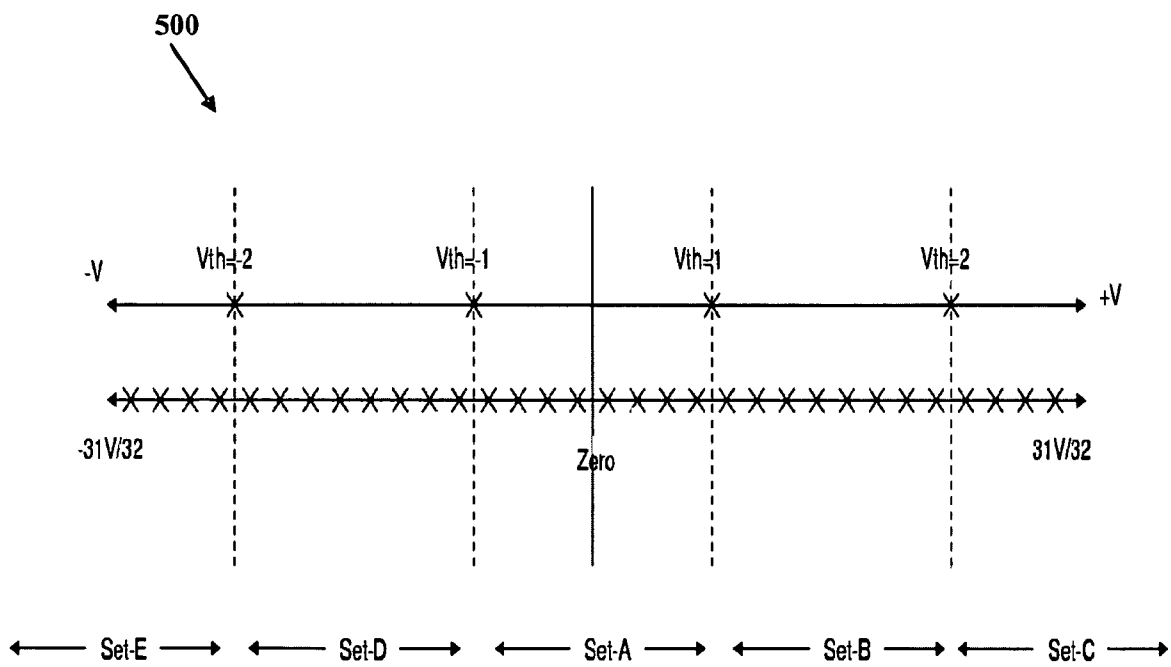 500
Vth=-2 Vth=-1 Vth=1 Vth=2
-V +V
-31V/32 Zero 31V/32
Set-E Set-D Set-A Set-B Set-C